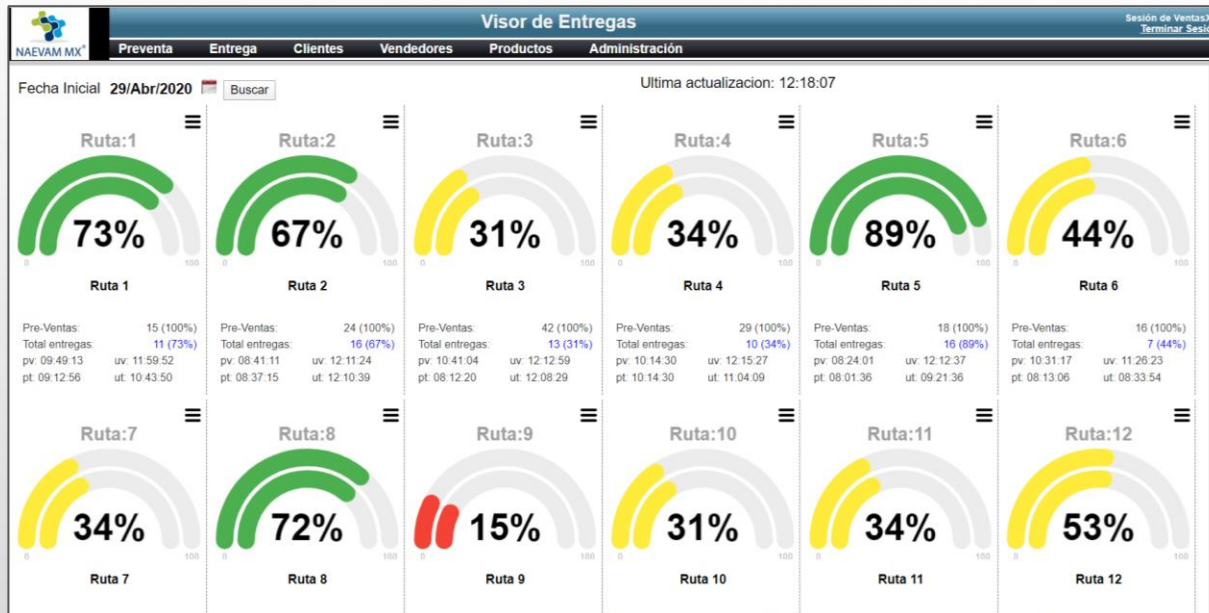 Visor de Entregas
Sesión de Ventas
Terminar Sesió
NAEVAM MX®
Preventa Entrega Clientes Vendedores Productos Administración
Fecha Inicial 29/Abr/2020 Buscar
Ultima actualizacion: 12:18:07
Ruta:1 Ruta:2 Ruta:3 Ruta:4 Ruta:5 Ruta:6
73% 67% 31% 34% 89% 44%
0 100 0 100 0 100 0 100 0 100 0 100
Ruta 1 Ruta 2 Ruta 3 Ruta 4 Ruta 5 Ruta 6
Pre-Ventas: 15 (100%) Pre-Ventas: 24 (100%) Pre-Ventas: 42 (100%) Pre-Ventas: 29 (100%) Pre-Ventas: 18 (100%) Pre-Ventas: 16 (100%)
Total entregas: 11 (73%) Total entregas: 16 (67%) Total entregas: 13 (31%) Total entregas: 10 (34%) Total entregas: 16 (89%) Total entregas: 7 (44%)
pv: 09:49:13 uv: 11:59:52 pv: 08:41:11 uv: 12:11:24 pv: 10:41:04 uv: 12:12:59 pv: 10:14:30 uv: 12:15:27 pv: 08:24:01 uv: 12:12:37 pv: 10:31:17 uv: 11:26:23
pt: 09:12:56 ut: 10:43:50 pt: 08:37:15 ut: 12:10:39 pt: 08:12:20 ut: 12:08:29 pt: 10:14:30 ut: 11:04:09 pt: 08:01:36 ut: 09:21:36 pt: 08:13:06 ut: 08:33:54
Ruta:7 Ruta:8 Ruta:9 Ruta:10 Ruta:11 Ruta:12
34% 72% 15% 31% 34% 53%
0 100 0 100 0 100 0 100 0 100 0 100
Ruta 7 Ruta 8 Ruta 9 Ruta 10 Ruta 11 Ruta 12